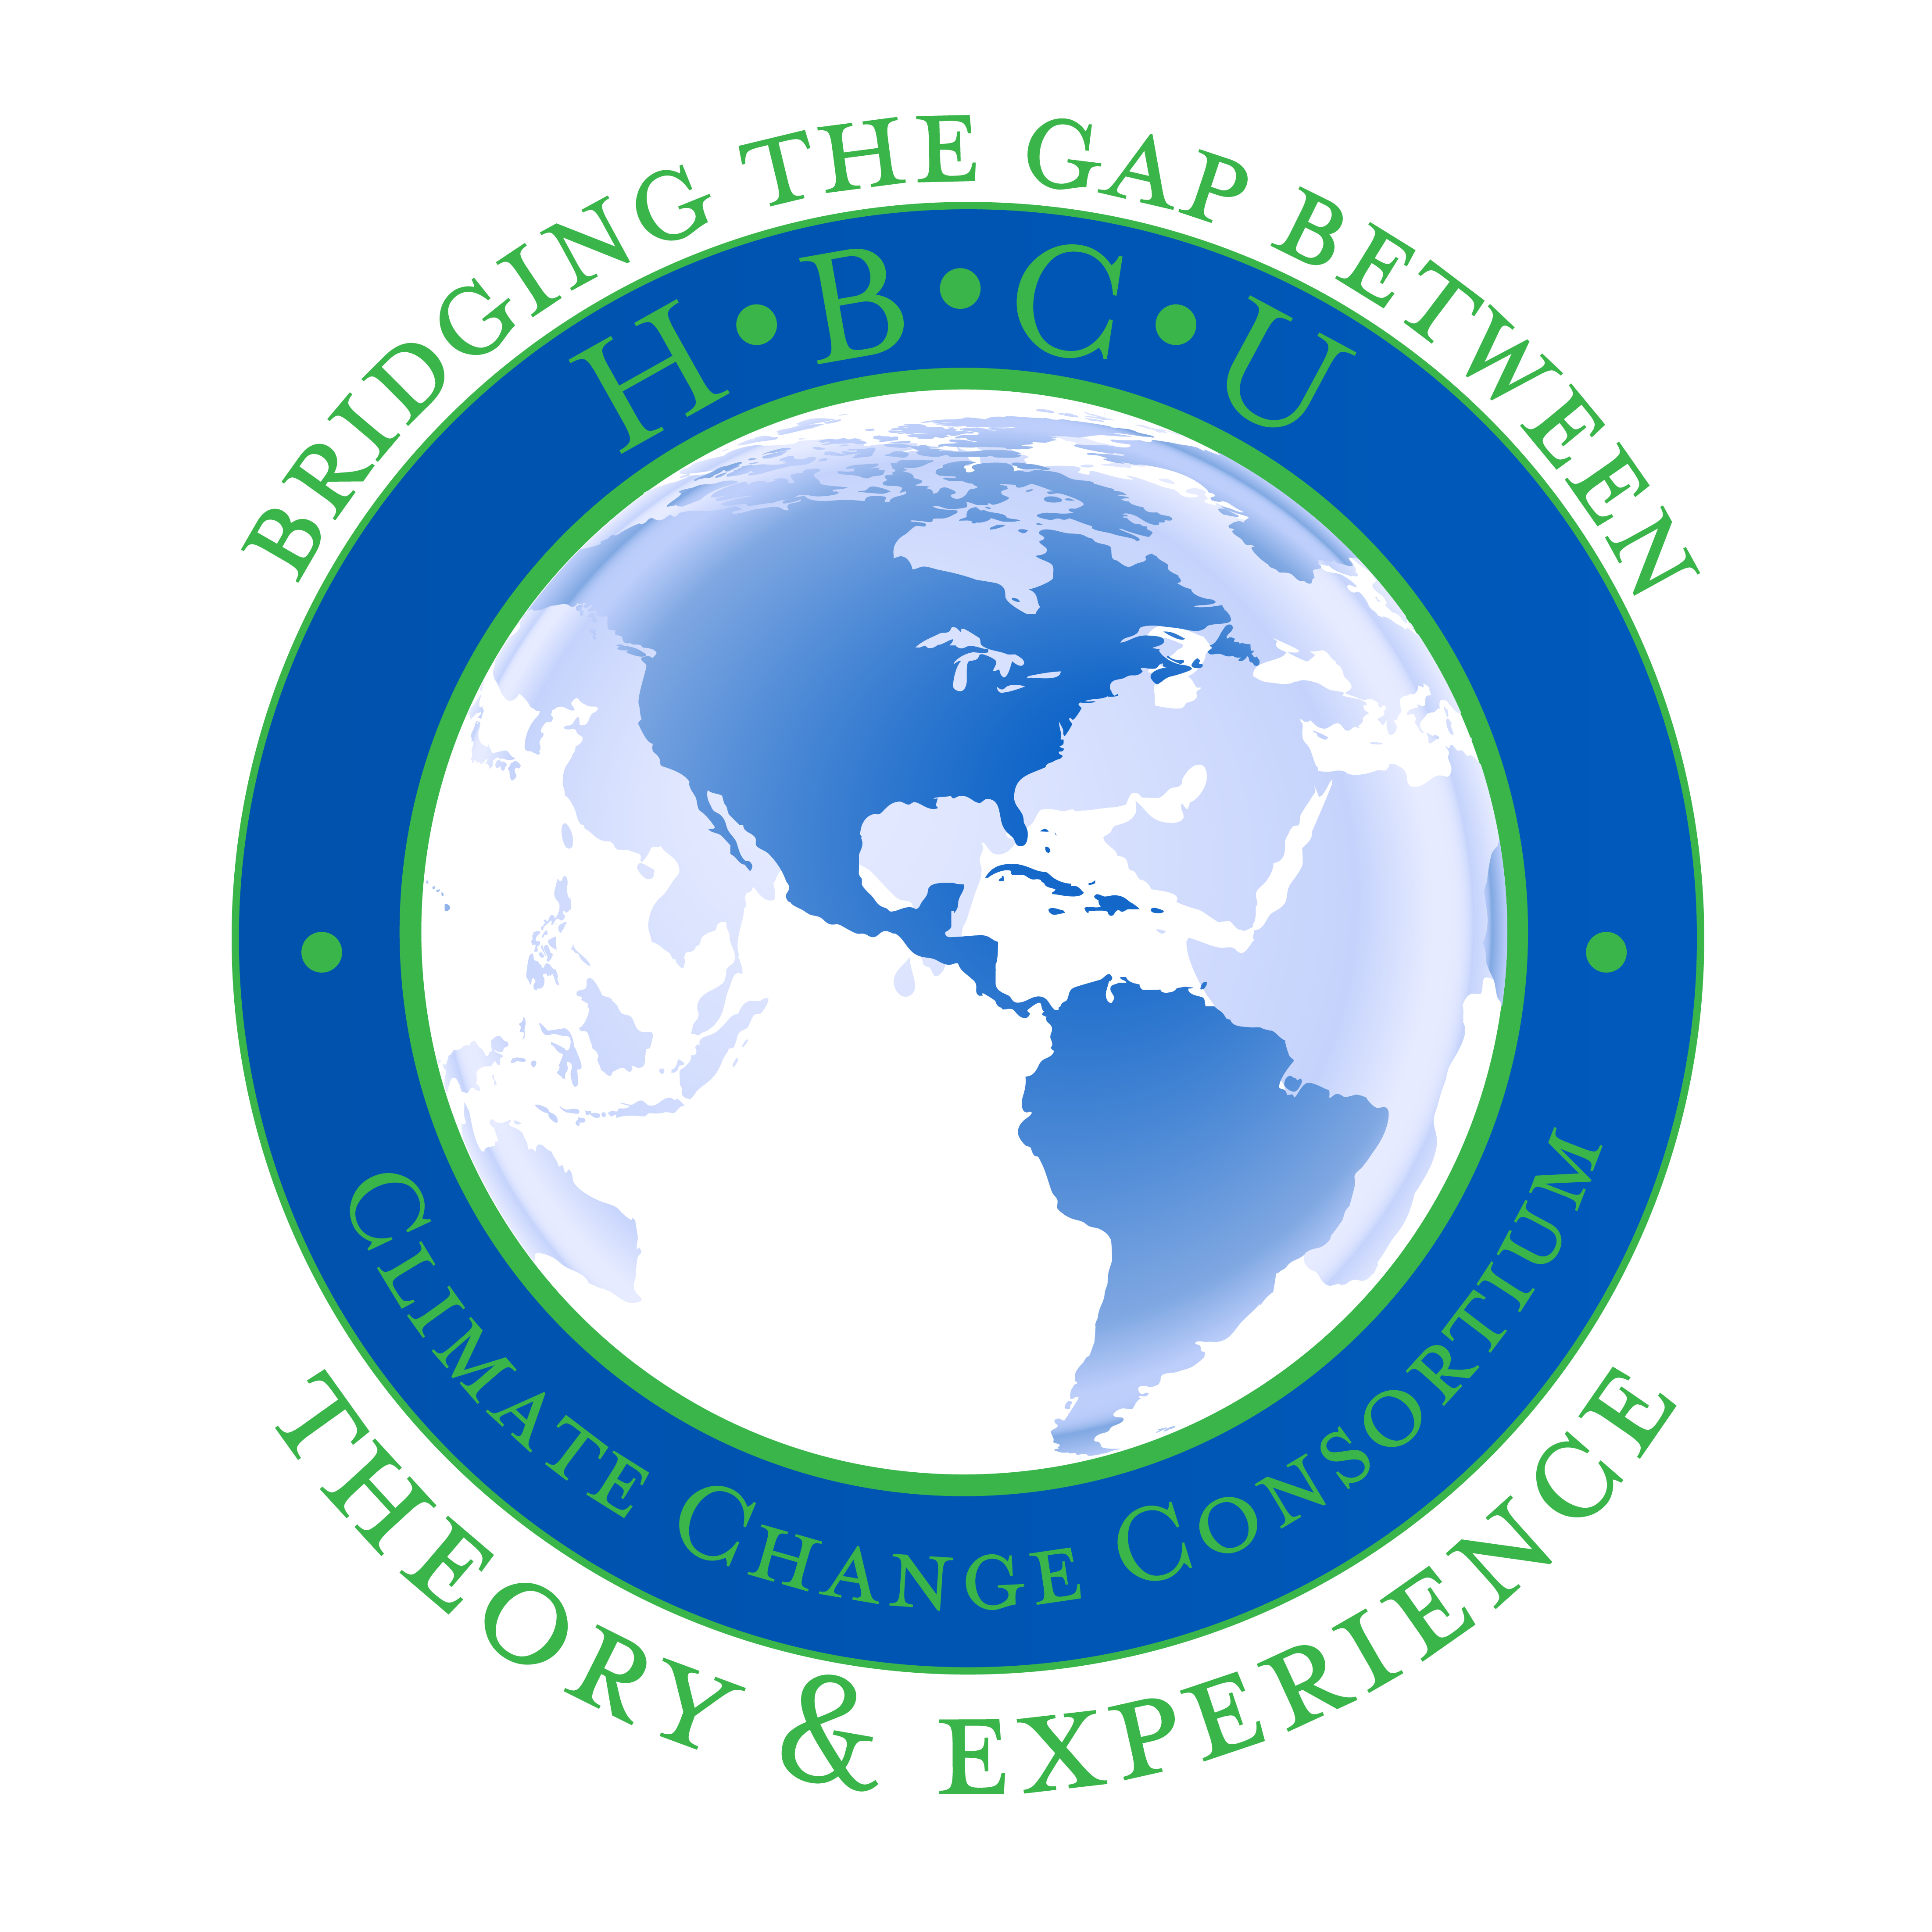 BRIDGING THE GAP BETWEEN
H•B•C•U
CLIMATE CHANGE CONSORTIUM
THEORY & EXPERIENCE